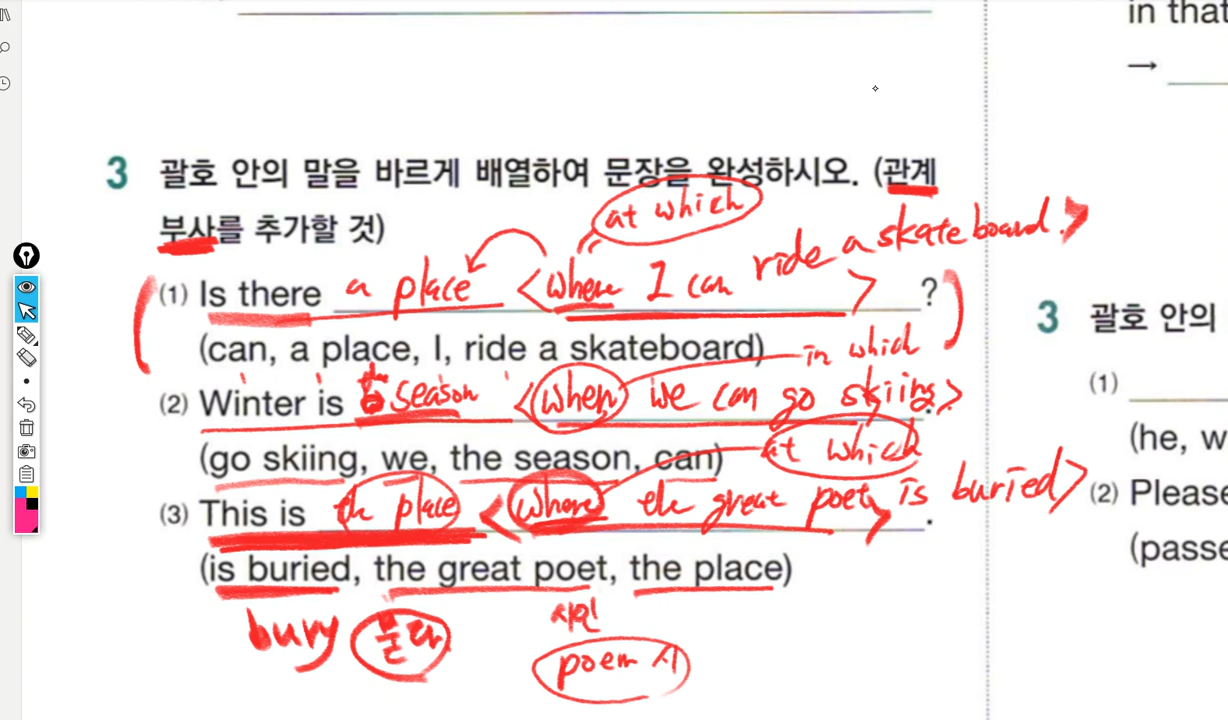 in that
→
3 괄호 안의 말을 바르게 배열하여 문장을 완성하시오. (관계
at which
부사를 추가할 것)
ride a skateboard >
(1) Is there a place < where I can > ?
(can, a place, I, ride a skateboard)
in which
(2) Winter is the season < when we can go skiing > .
at which
(go skiing, we, the season, can)
(3) This is the place < where the great poet > is buried > .
(is buried, the great poet, the place)
bury 묻다
시인
poem 시
3 괄호 안의
(1)
(he, w
(2) Please
(passe